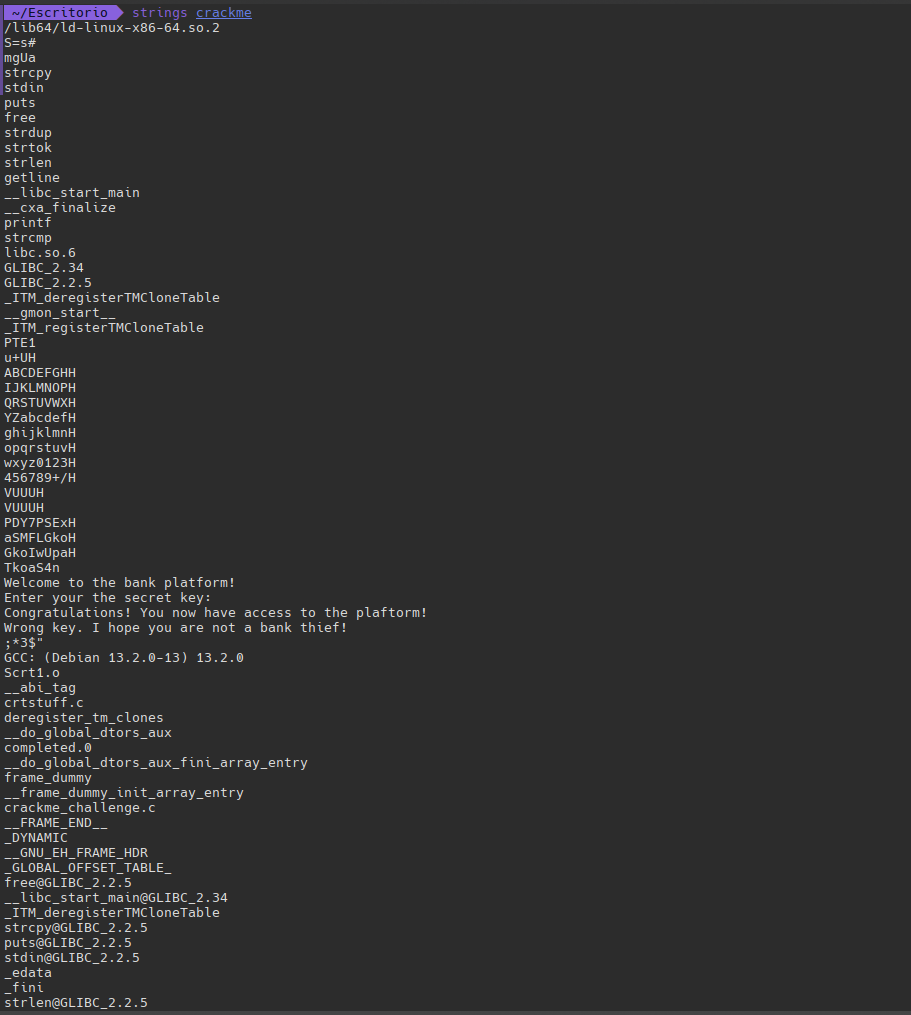 ~/Escritorio strings crackme
/lib64/ld-linux-x86-64.so.2
S=s#
mgUa
strcpy
stdin
puts
free
strdup
strtok
strlen
getline
__libc_start_main
__cxa_finalize
printf
strcmp
libc.so.6
GLIBC_2.34
GLIBC_2.2.5
_ITM_deregisterTMCloneTable
__gmon_start__
_ITM_registerTMCloneTable
PTE1
u+UH
ABCDEFGHH
IJKLMNOPH
QRSTUVWXH
YZabcdefH
ghijklmnH
opqrstuvH
wxyz0123H
456789+/H
VUUUH
VUUUH
PDY7PSExH
aSMFLGkoH
GkoIwUpaH
TkoaS4n
Welcome to the bank platform!
Enter your the secret key:
Congratulations! You now have access to the plaftorm!
Wrong key. I hope you are not a bank thief!
;*3$"
GCC: (Debian 13.2.0-13) 13.2.0
Scrt1.o
__abi_tag
crtstuff.c
deregister_tm_clones
__do_global_dtors_aux
completed.0
__do_global_dtors_aux_fini_array_entry
frame_dummy
__frame_dummy_init_array_entry
crackme_challenge.c
__FRAME_END__
_DYNAMIC
__GNU_EH_FRAME_HDR
_GLOBAL_OFFSET_TABLE_
free@GLIBC_2.2.5
__libc_start_main@GLIBC_2.34
_ITM_deregisterTMCloneTable
strcpy@GLIBC_2.2.5
puts@GLIBC_2.2.5
stdin@GLIBC_2.2.5
_edata
_fini
strlen@GLIBC_2.2.5